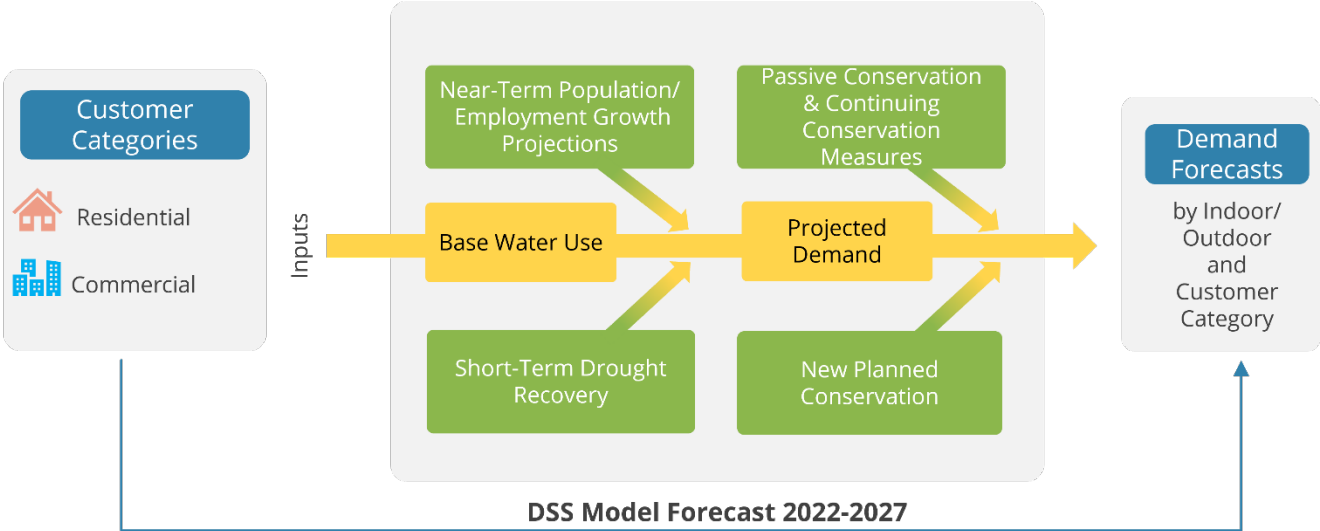 Customer
Categories
Residential
Commercial
Inputs
Near-Term Population/
Employment Growth
Projections
Passive Conservation
& Continuing
Conservation
Measures
Base Water Use
Projected
Demand
Short-Term Drought
Recovery
New Planned
Conservation
Demand
Forecasts
by Indoor/
Outdoor
and
Customer
Category
DSS Model Forecast 2022-2027